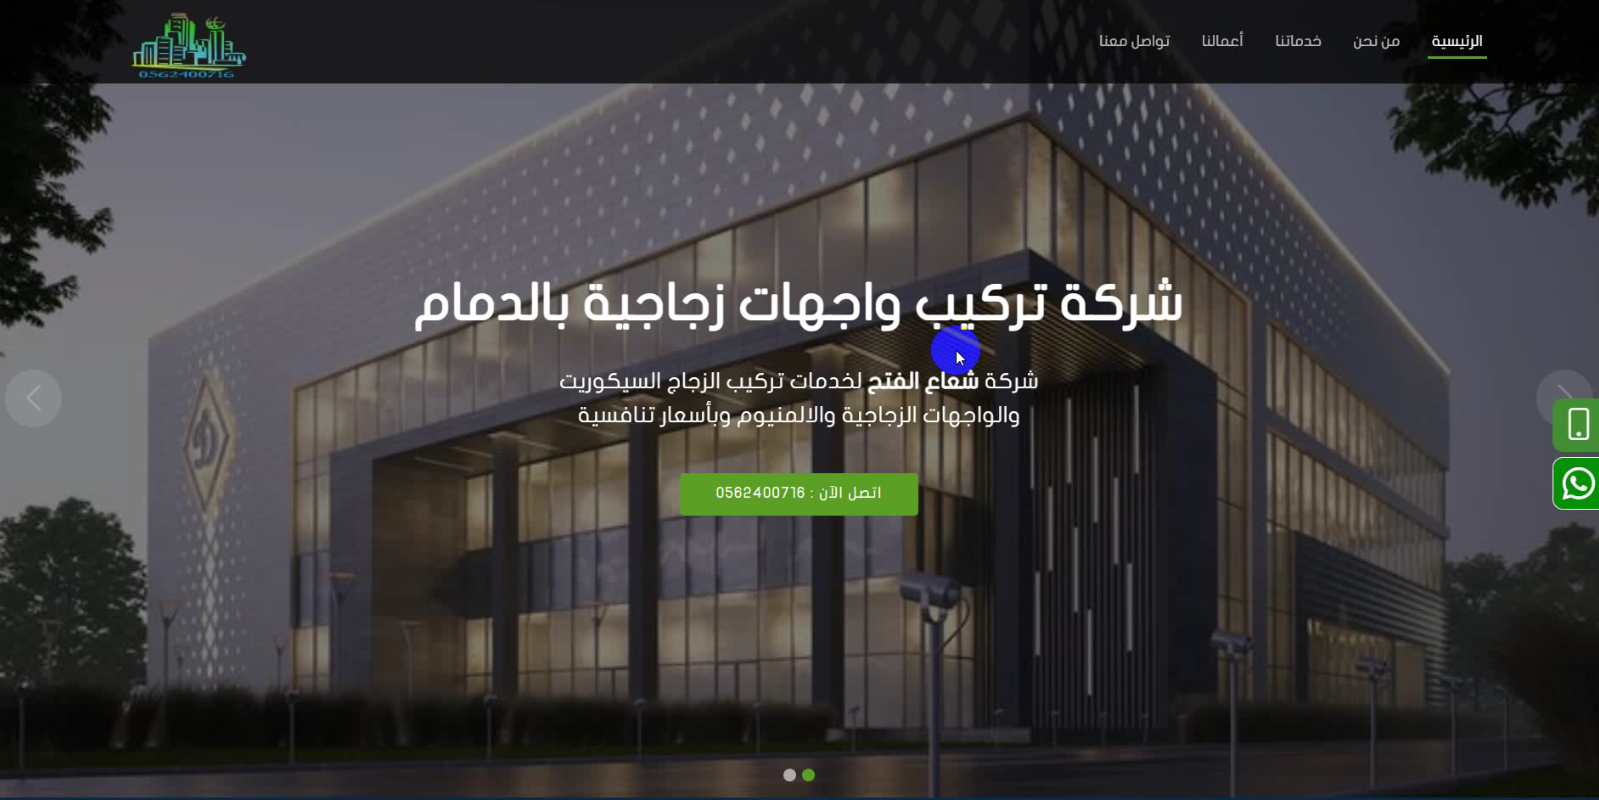 الرئيسية
من نحن
خدماتنا
أعمالنا
تواصل معنا
0562400716
شركة تركيب واجهات زجاجية بالدمام
شركة شعاع الفتح لخدمات تركيب الزجاج السيكوريت
والواجهات الزجاجية والالمنيوم وبأسعار تنافسية
اتصل الآن : 0562400716